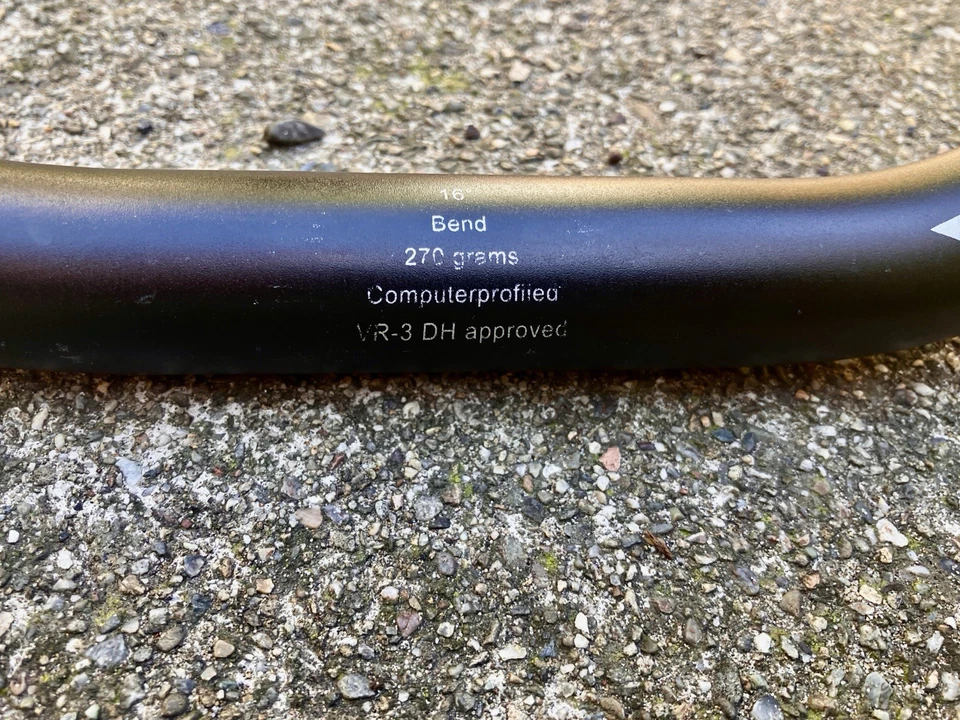 16°
Bend
270 grams
Computerprofiled
VR-3 DH approved